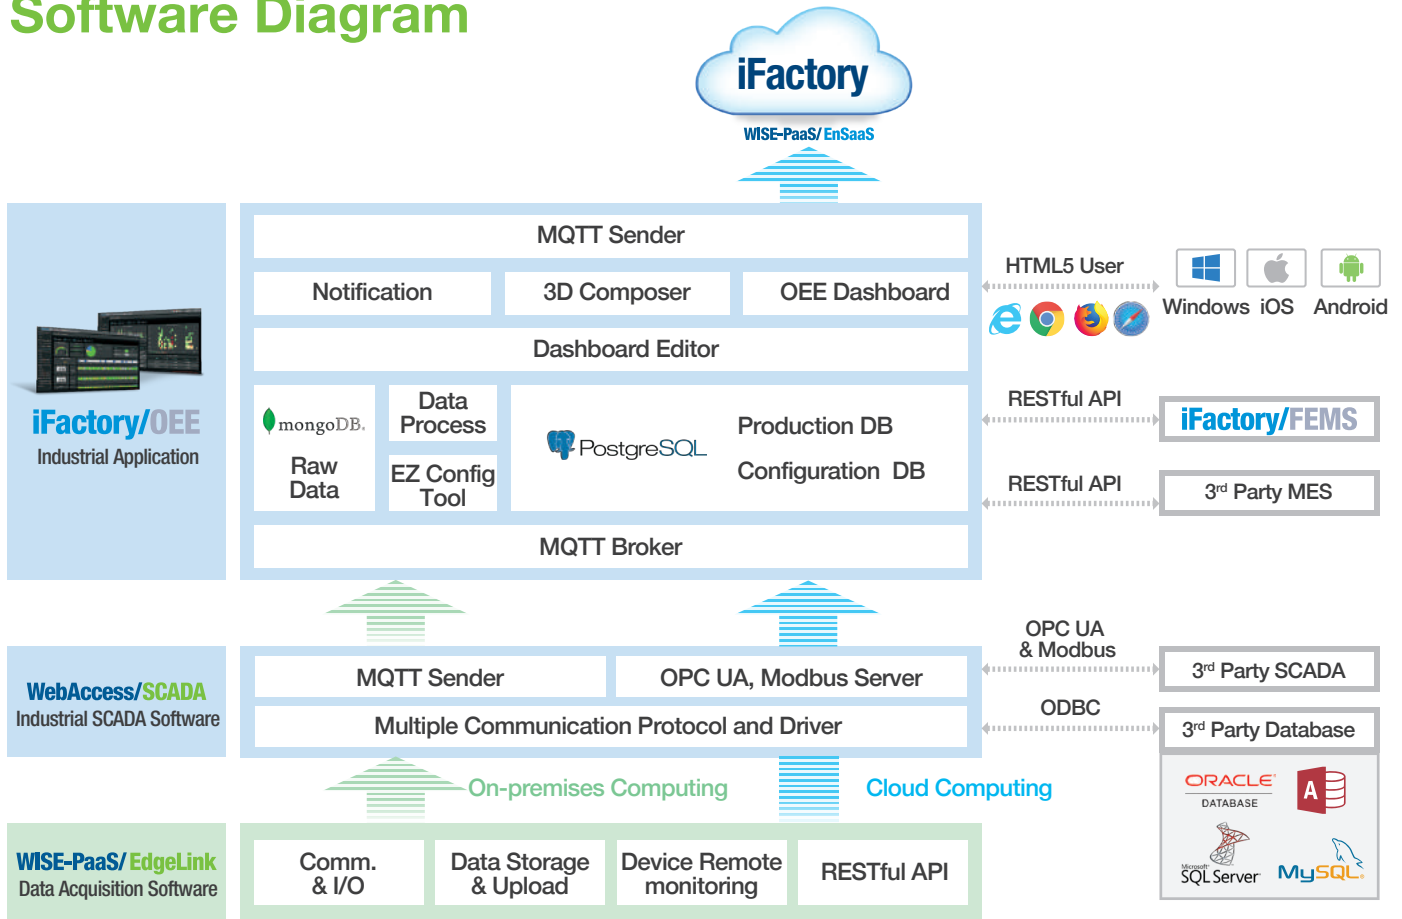 Software Diagram
iFactory
WISE-PaaS/EnSaaS
MQTT Sender
Notification
3D Composer
OEE Dashboard
Dashboard Editor
mongoDB.
Raw
Data
Data
Process
EZ Config
Tool
PostgreSQL
Production DB
Configuration DB
MQTT Broker
iFactory/OEE
Industrial Application
HTML5 User
Windows
iOS
Android
RESTful API
iFactory/FEMS
RESTful API
3rd Party MES
WebAccess/SCADA
Industrial SCADA Software
MQTT Sender
OPC UA, Modbus Server
Multiple Communication Protocol and Driver
OPC UA
& Modbus
3rd Party SCADA
ODBC
3rd Party Database
ORACLE
DATABASE
A
Microsoft
SQL Server
MySQL
On-premises Computing
Cloud Computing
WISE-PaaS/EdgeLink
Data Acquisition Software
Comm.
& I/O
Data Storage
& Upload
Device Remote
monitoring
RESTful API